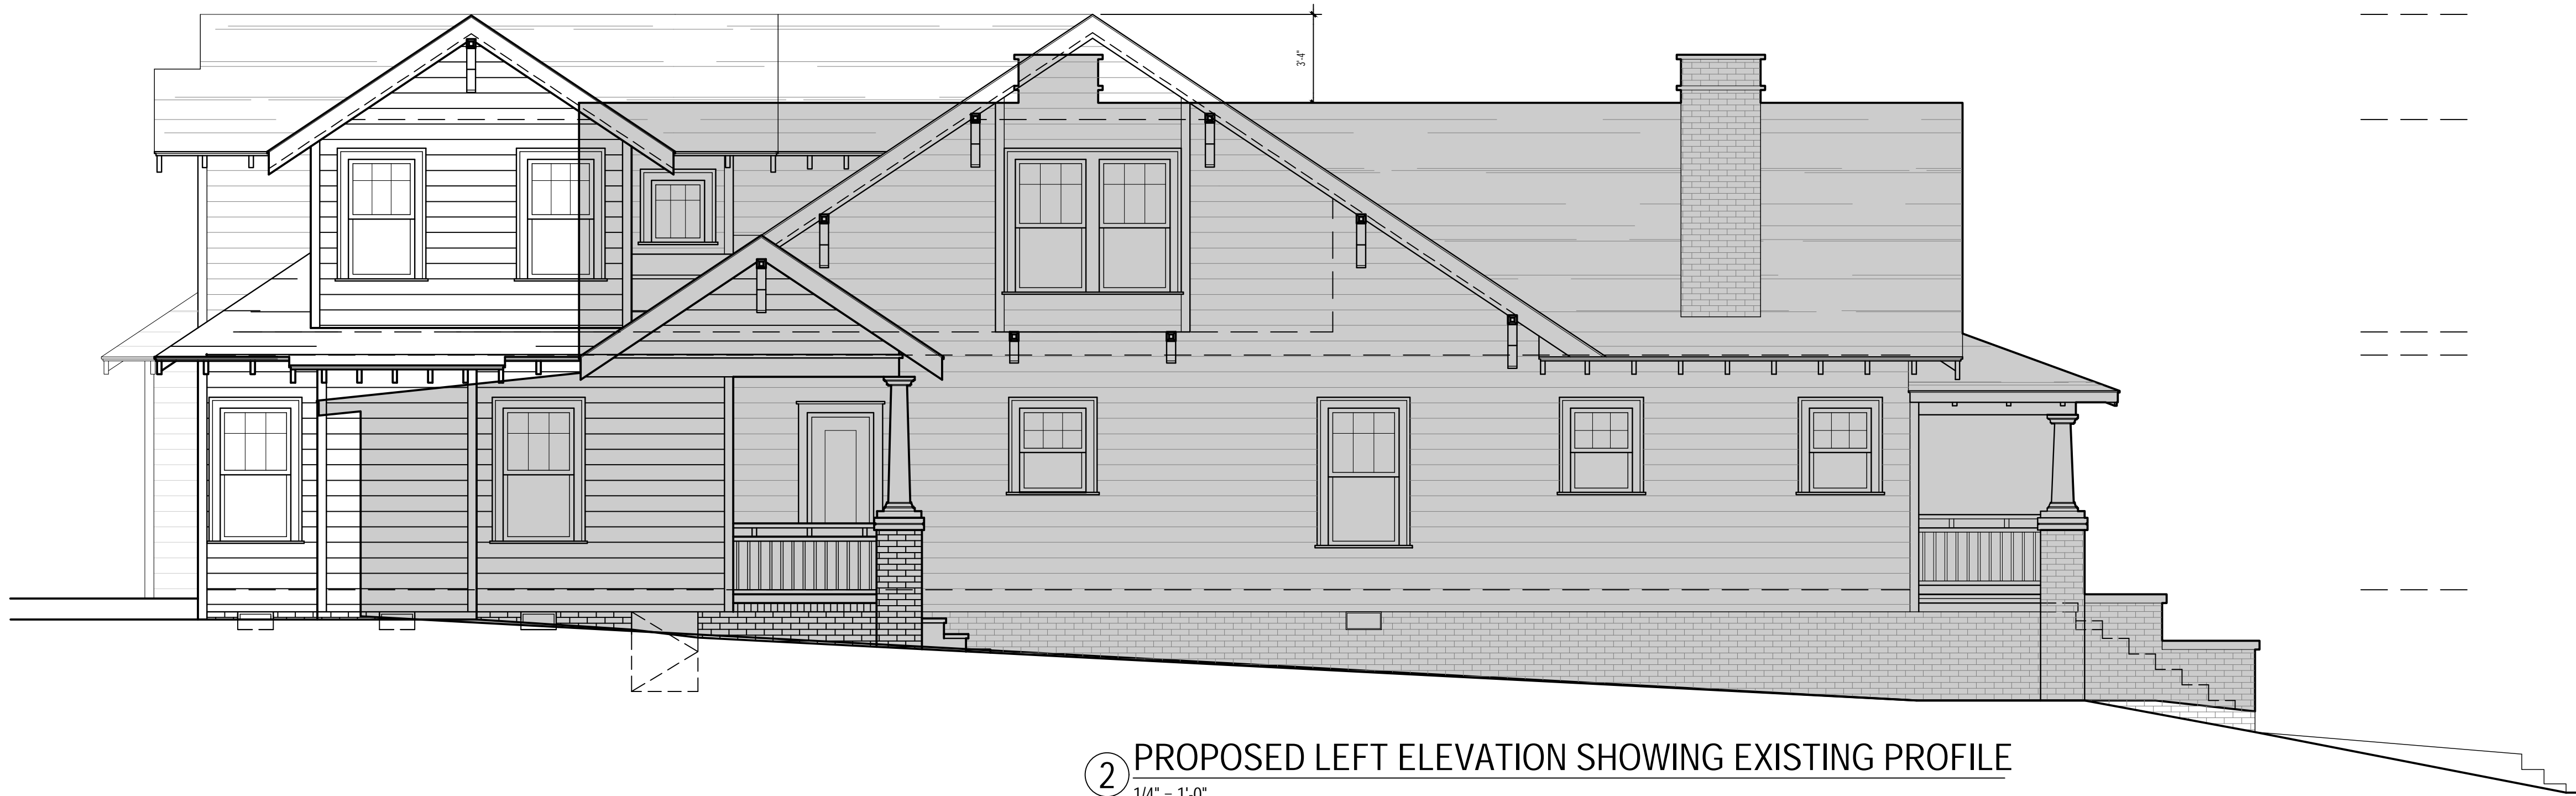 3'-4"
2
PROPOSED LEFT ELEVATION SHOWING EXISTING PROFILE
1/4" = 1'-0"